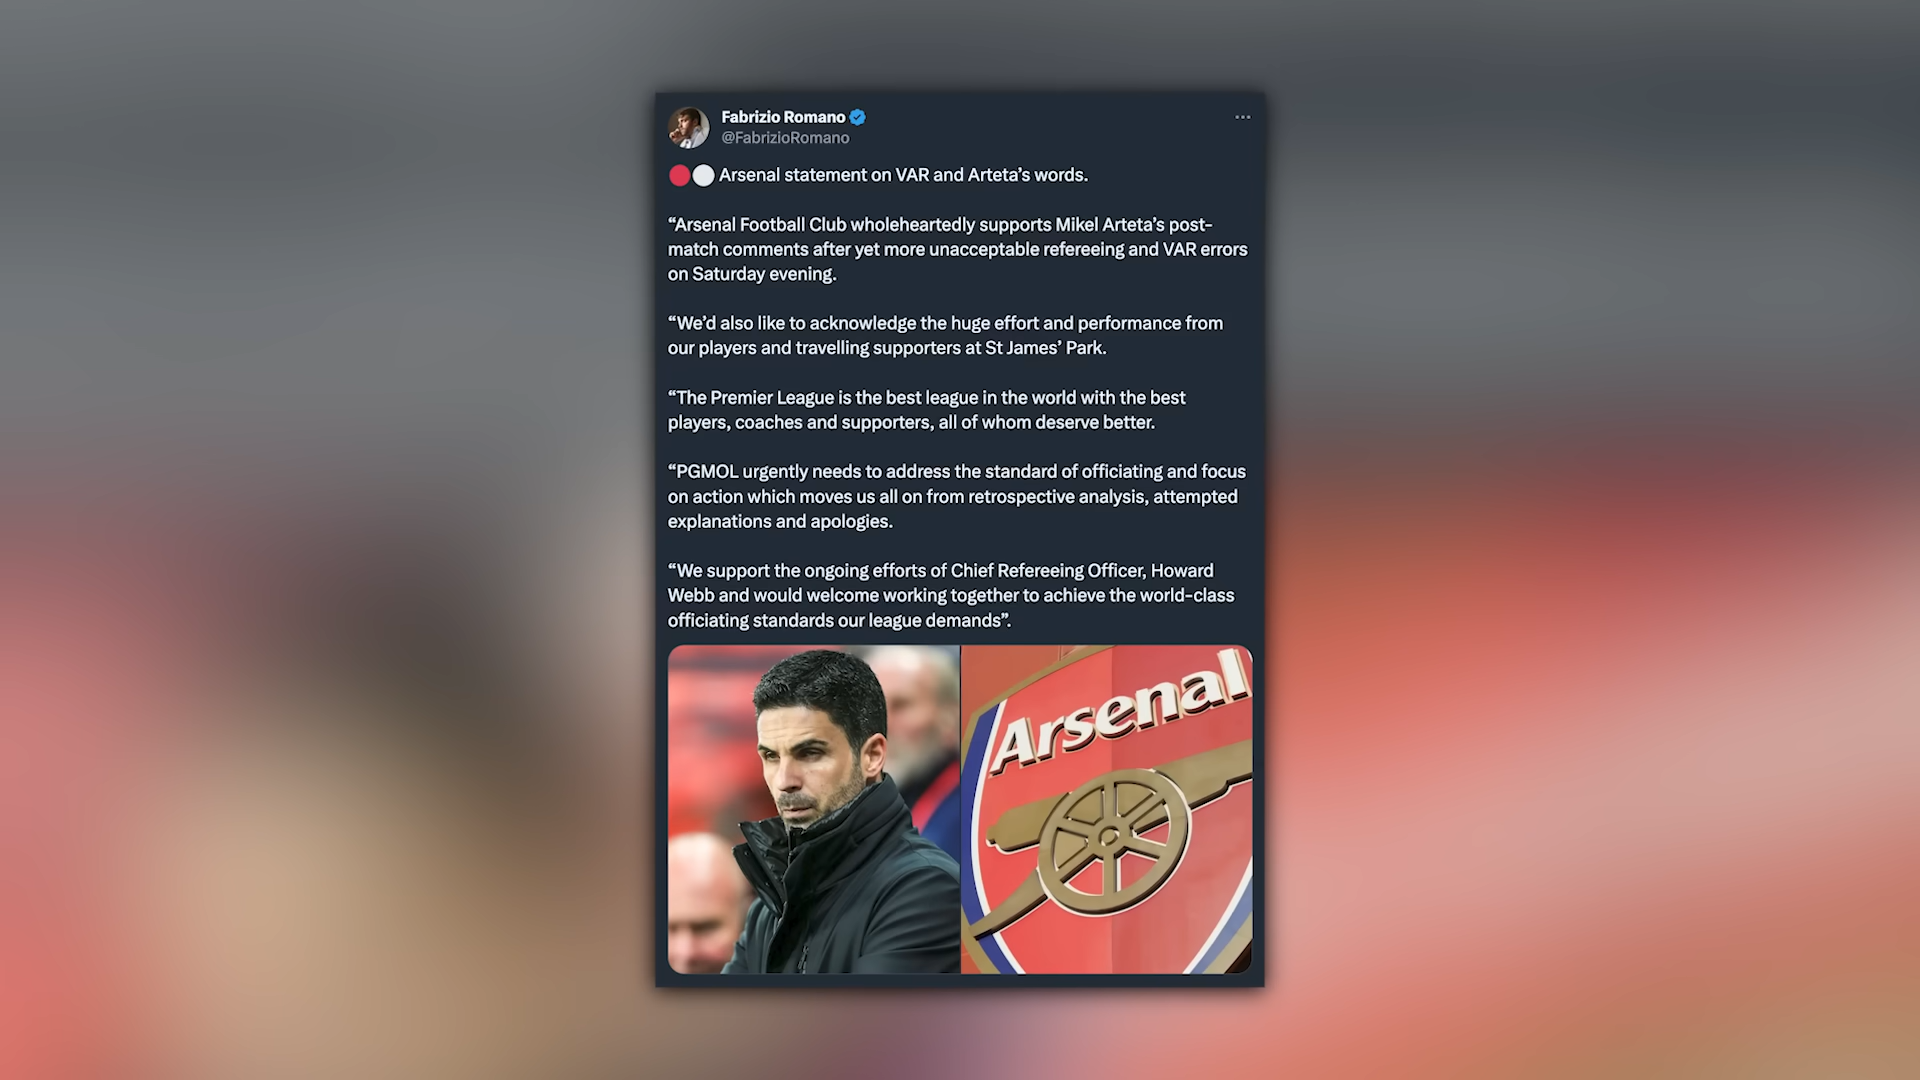 Fabrizio Romano
@FabrizioRomano
Arsenal statement on VAR and Arteta’s words.
“Arsenal Football Club wholeheartedly supports Mikel Arteta’s post-
match comments after yet more unacceptable refereeing and VAR errors
on Saturday evening.
“We’d also like to acknowledge the huge effort and performance from
our players and travelling supporters at St James’ Park.
“The Premier League is the best league in the world with the best
players, coaches and supporters, all of whom deserve better.
“PGMOL urgently needs to address the standard of officiating and focus
on action which moves us all on from retrospective analysis, attempted
explanations and apologies.
“We support the ongoing efforts of Chief Refereeing Officer, Howard
Webb and would welcome working together to achieve the world-class
officiating standards our league demands”.
Arsenal